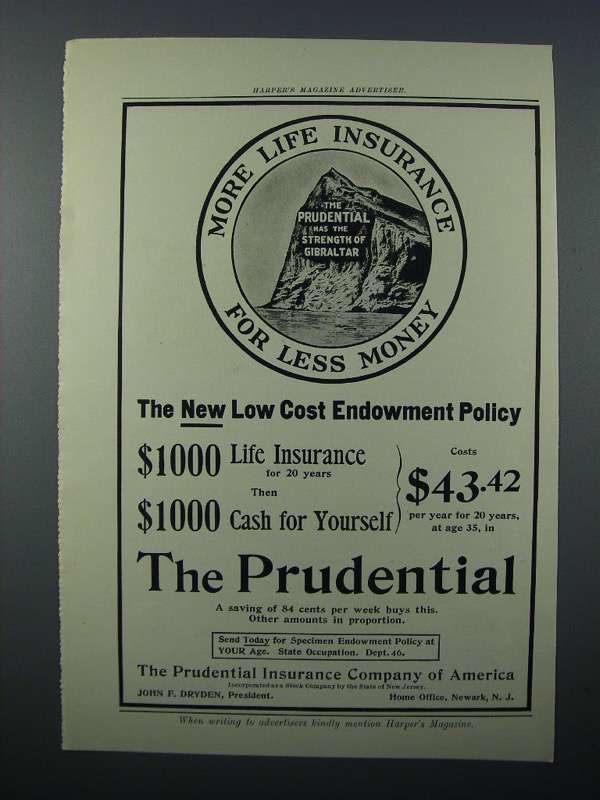 HARPER'S MAGAZINE ADVERTISER.
MORE LIFE INSURANCE
THE
PRUDENTIAL
HAS THE
STRENGTH OF
GIBRALTAR
FOR LESS MONEY
The New Low Cost Endowment Policy
$1000 Life Insurance
for 20 years
Then
$1000 Cash for Yourself
Costs
$43.42
per year for 20 years,
at age 35, in
The Prudential
A saving of 84 cents per week buys this.
Other amounts in proportion.
Send Today for Specimen Endowment Policy at
YOUR Age. State Occupation. Dept. 46.
The Prudential Insurance Company of America
Incorporated as a Stock Company by the State of New Jersey.
JOHN F. DRYDEN, President. Home Office, Newark, N. J.
When writing to advertisers kindly mention Harper's Magazine.